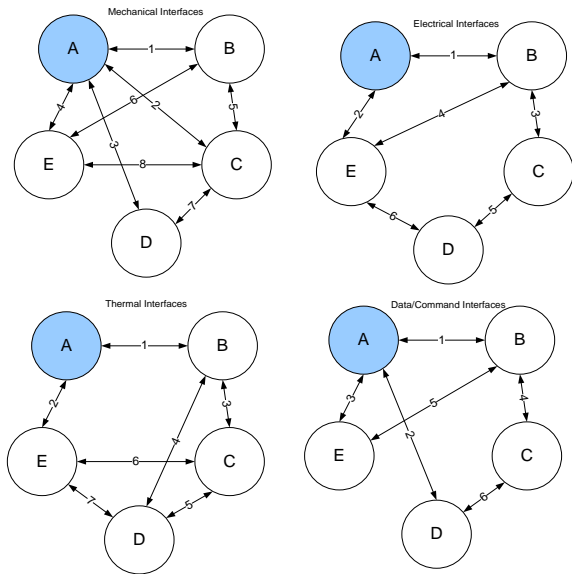 Mechanical Interfaces
A
1
B
4
6
2
5
3
E
8
C
7
D
Electrical Interfaces
A
1
B
2
4
3
E
C
6
5
D
Thermal Interfaces
A
1
B
2
4
3
E
6
C
7
5
D
Data/Command Interfaces
A
1
B
3
5
4
2
E
C
6
D